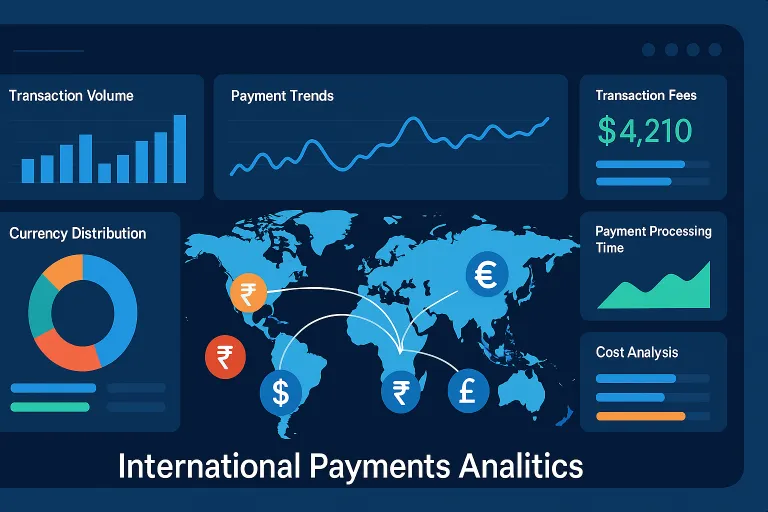 Transaction Volume
Payment Trends
Transaction Fees
$4,210
Currency Distribution
Payment Processing
Time
₹
€
₹
$
₹
£
Cost Analysis
International Payments Analitics